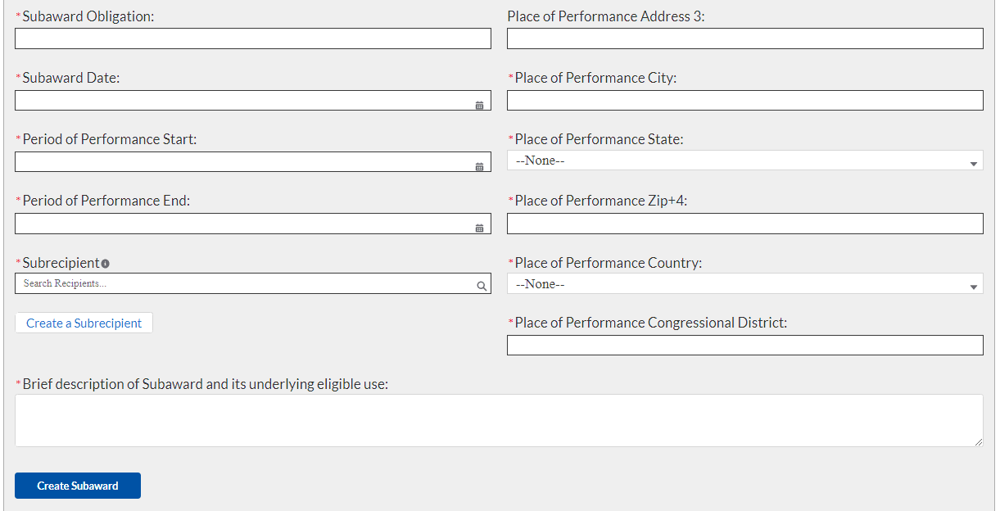 *Subaward Obligation:
Place of Performance Address 3:
*Subaward Date:
*Place of Performance City:
*Period of Performance Start:
*Place of Performance State:
--None--
*Period of Performance End:
*Place of Performance Zip+4:
*Subrecipient
*Place of Performance Country:
Search Recipients...
--None--
Create a Subrecipient
*Place of Performance Congressional District:
*Brief description of Subaward and its underlying eligible use:
Create Subaward